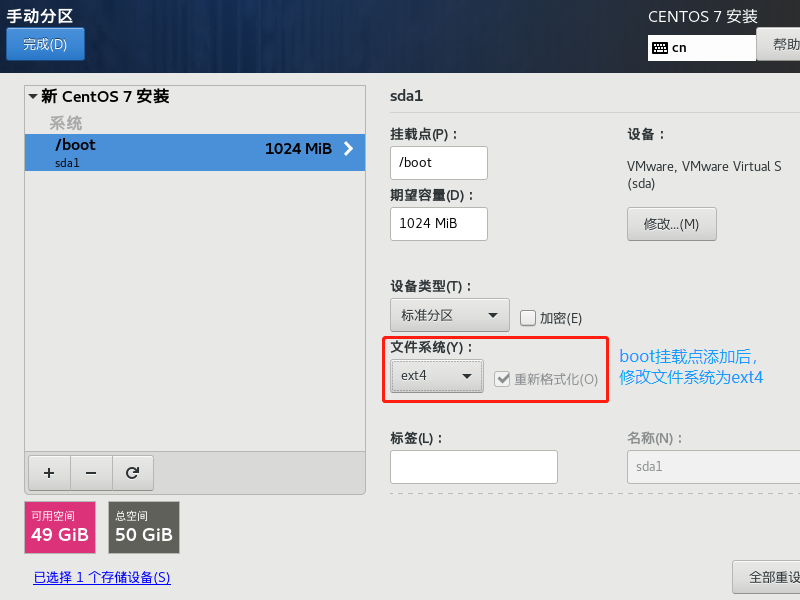 手动分区
CENTOS 7 安装
完成(D)
cn
帮助
新 CentOS 7 安装
系统
/boot
1024 MiB
sda1
sda1
挂载点(P)：
/boot
期望容量(D)：
1024 MiB
设备：
VMware, VMware Virtual S
(sda)
修改...(M)
设备类型(T)：
标准分区
加密(E)
文件系统(Y)：
ext4
重新格式化(O)
boot挂载点添加后，
修改文件系统为ext4
标签(L)：
名称(N)：
sda1
+
−
可用空间
49 GiB
总空间
50 GiB
已选择 1 个存储设备(S)
全部重设